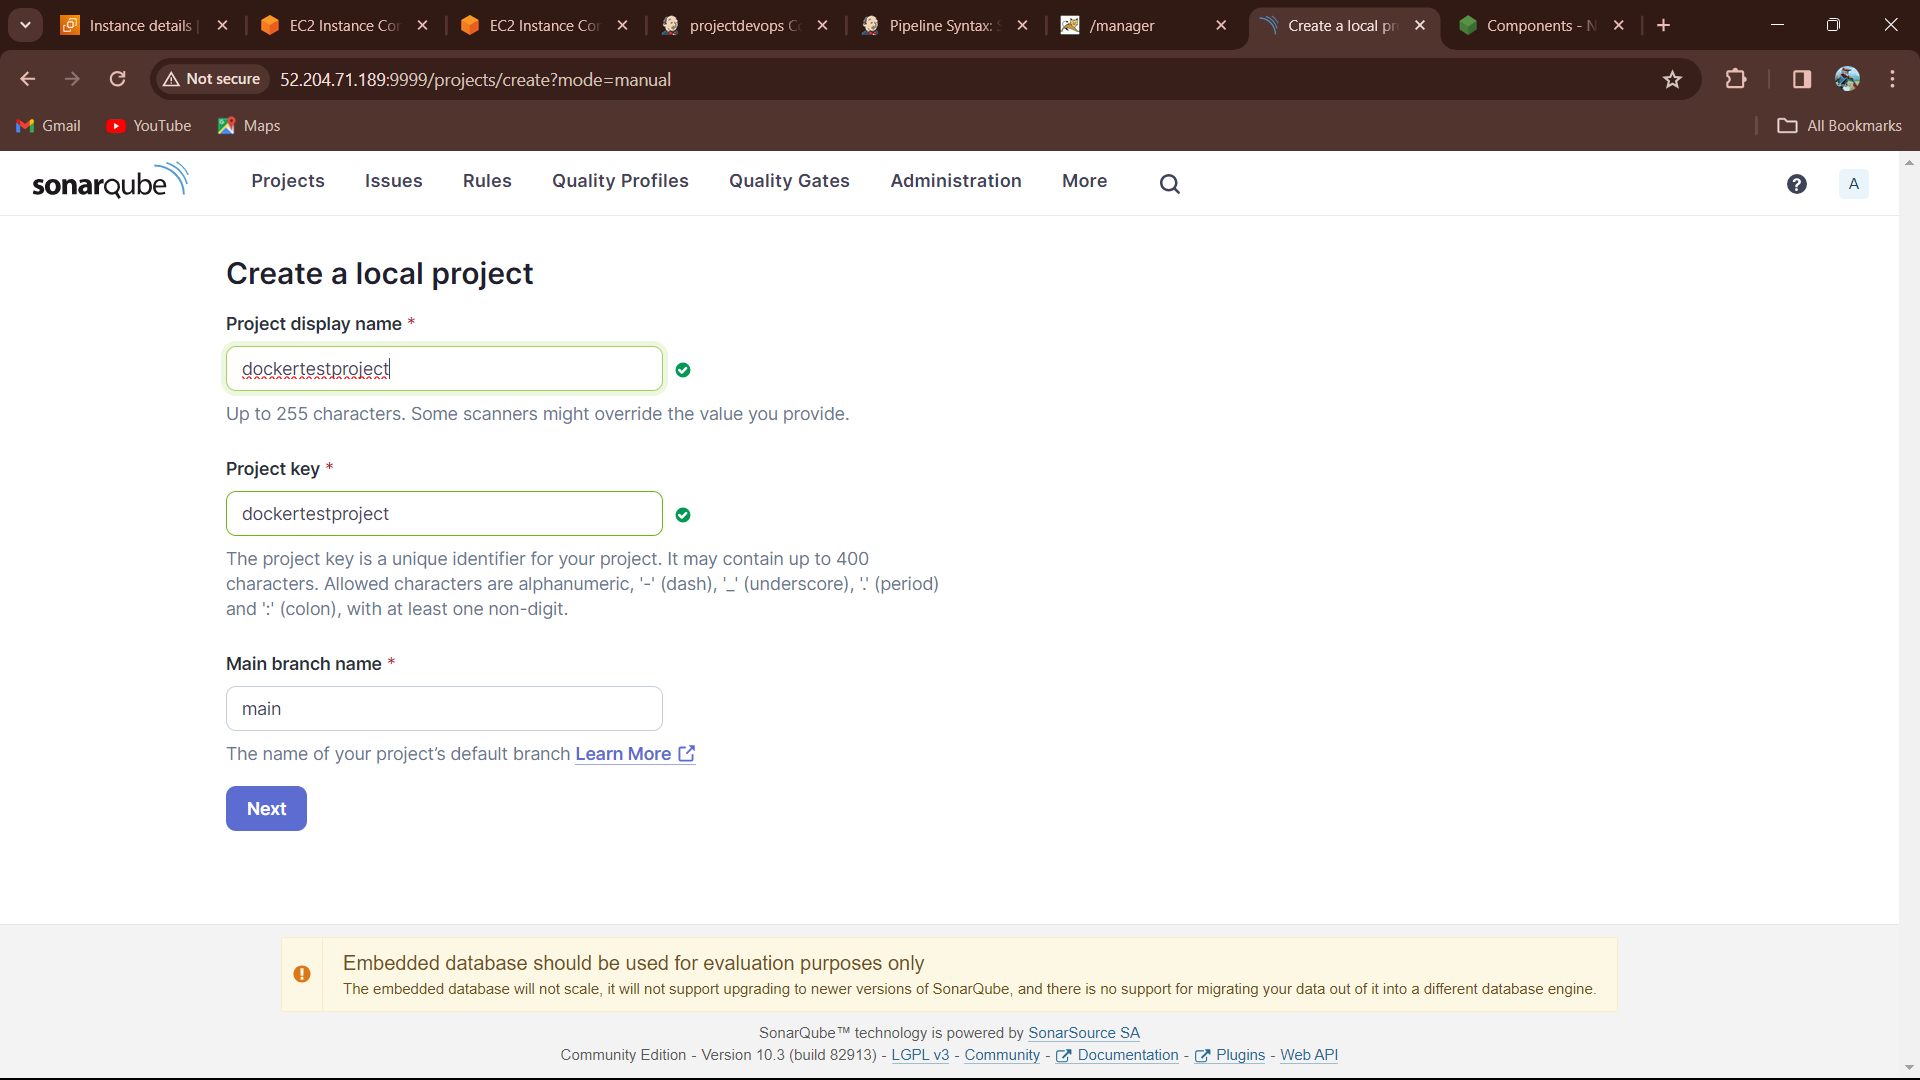 Instance details
EC2 Instance Cor
EC2 Instance Cor
projectdevops Co
Pipeline Syntax: S
/manager
Create a local pr
Components - N
Not secure
52.204.71.189:9999/projects/create?mode=manual
Gmail
YouTube
Maps
All Bookmarks
sonarqube
Projects
Issues
Rules
Quality Profiles
Quality Gates
Administration
More
?
A
Create a local project
Project display name *
dockertestproject
Up to 255 characters. Some scanners might override the value you provide.
Project key *
dockertestproject
The project key is a unique identifier for your project. It may contain up to 400
characters. Allowed characters are alphanumeric, '-' (dash), '_' (underscore), '.' (period)
and ':' (colon), with at least one non-digit.
Main branch name *
main
The name of your project's default branch Learn More
Next
Embedded database should be used for evaluation purposes only
The embedded database will not scale, it will not support upgrading to newer versions of SonarQube, and there is no support for migrating your data out of it into a different database engine.
SonarQube™ technology is powered by SonarSource SA
Community Edition - Version 10.3 (build 82913) - LGPL v3 - Community - Documentation - Plugins - Web API